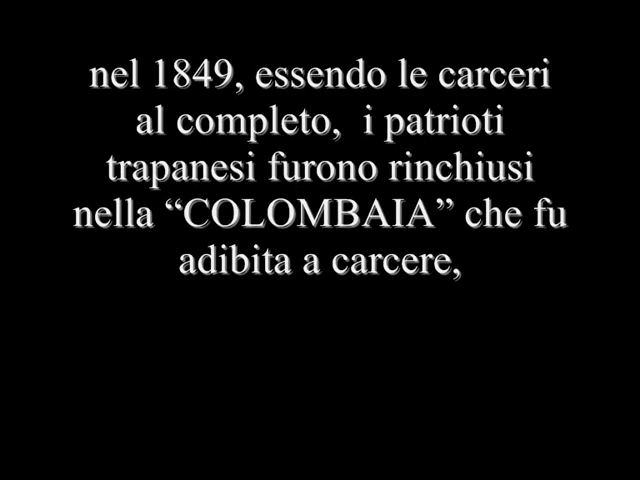 nel 1849, essendo le carceri
al completo,  i patrioti
trapanesi furono rinchiusi
nella “COLOMBAIA” che fu
adibita a carcere,